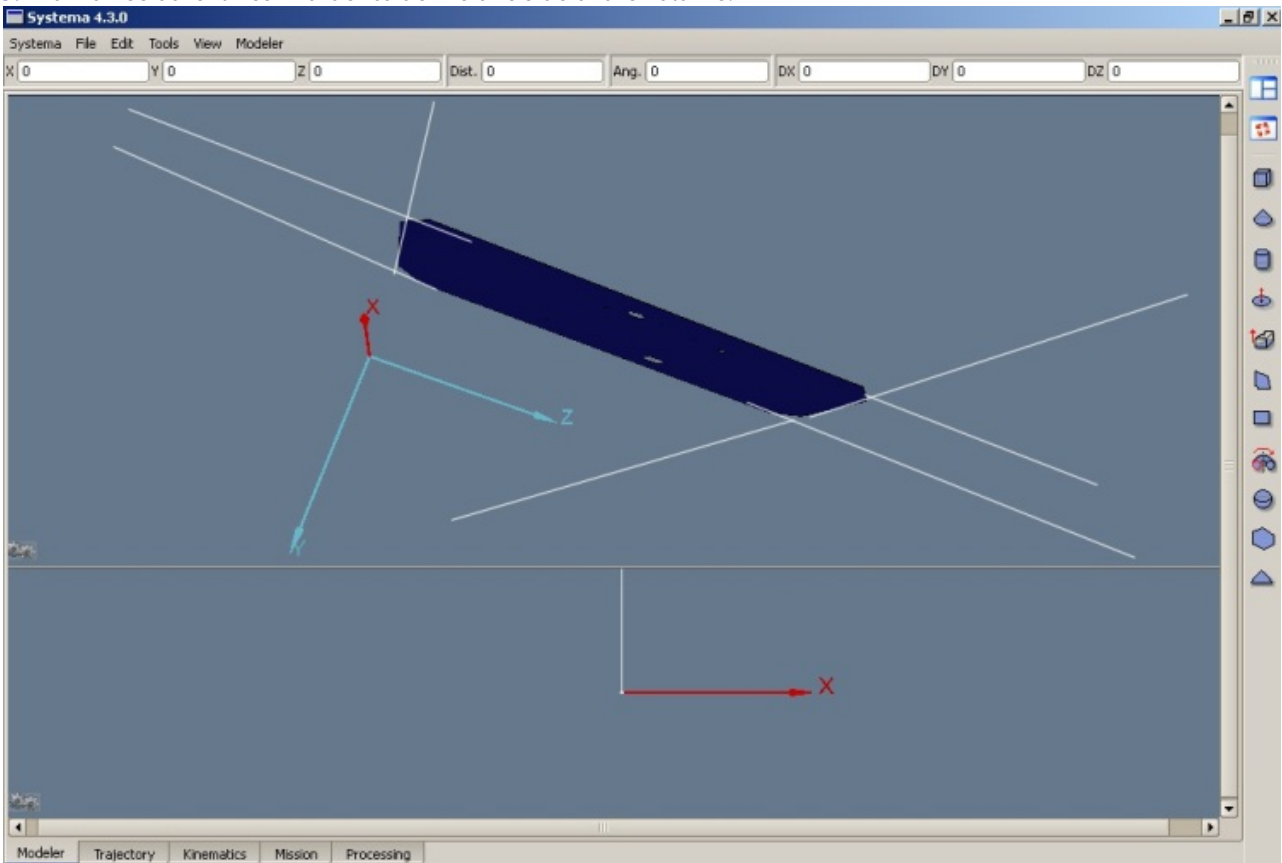 Systema 4.3.0
Systema File Edit Tools View Modeler
X 0 Y 0 Z 0 Dist. 0 Ang. 0 DX 0 DY 0 DZ 0
X
Z
Y
X
Modeler Trajectory Kinematics Mission Processing